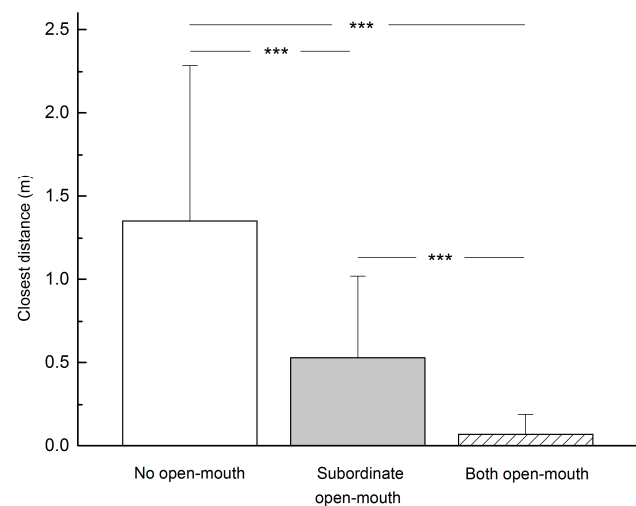 ***
***
***
2.5
2.0
1.5
1.0
0.5
0.0
Closest distance (m)
No open-mouth
Subordinate
open-mouth
Both open-mouth